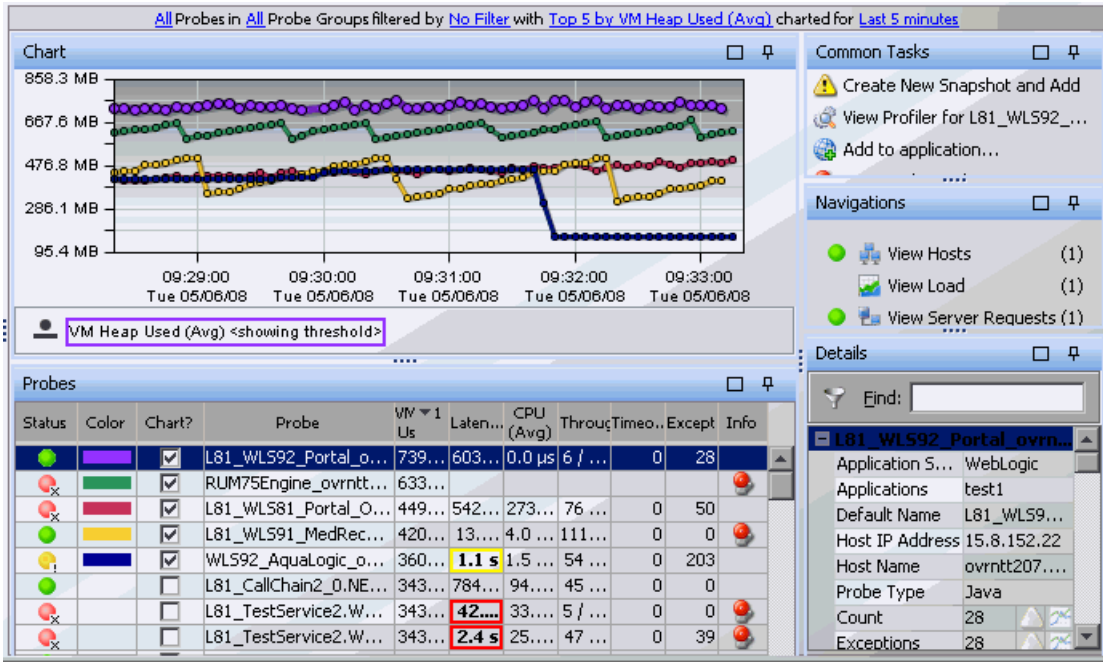 All Probes in All Probe Groups filtered by No Filter with Top 5 by VM Heap Used (Avg) charted for Last 5 minutes
Chart
858.3 MB
667.6 MB
476.8 MB
286.1 MB
95.4 MB
09:29:00 09:30:00 09:31:00 09:32:00 09:33:00
Tue 05/06/08 Tue 05/06/08 Tue 05/06/08 Tue 05/06/08 Tue 05/06/08
VM Heap Used (Avg) <showing threshold>
Probes
Status Color Chart? Probe VM Us 1 Laten... CPU (Avg) Throug Timeo.. Except Info
L81_WLS92_Portal_o... 739... 603... 0.0 µs 6 / ... 0 28
RUM75Engine_ovrntt... 633...
L81_WLS81_Portal_O... 449... 542... 273... 76 ... 0 50
L81_WLS91_MedRec... 420... 13.... 4.0 ... 111... 0 0
WLS92_AquaLogic_o... 360... 1.1 s 1.5 ... 54 ... 0 203
L81_CallChain2_0.NE... 343... 784... 94.... 45 ... 0 0
L81_TestService2.W... 343... 42.... 33.... 5 / ... 0 0
L81_TestService2.W... 343... 2.4 s 25.... 47 ... 0 39
Common Tasks
Create New Snapshot and Add
View Profiler for L81_WLS92_...
Add to application...
Navigations
View Hosts (1)
View Load (1)
View Server Requests (1)
Details
Find:
L81_WLS92_Portal_ovrn...
Application S... WebLogic
Applications test1
Default Name L81_WLS9...
Host IP Address 15.8.152.22
Host Name ovrntt207....
Probe Type Java
Count 28
Exceptions 28